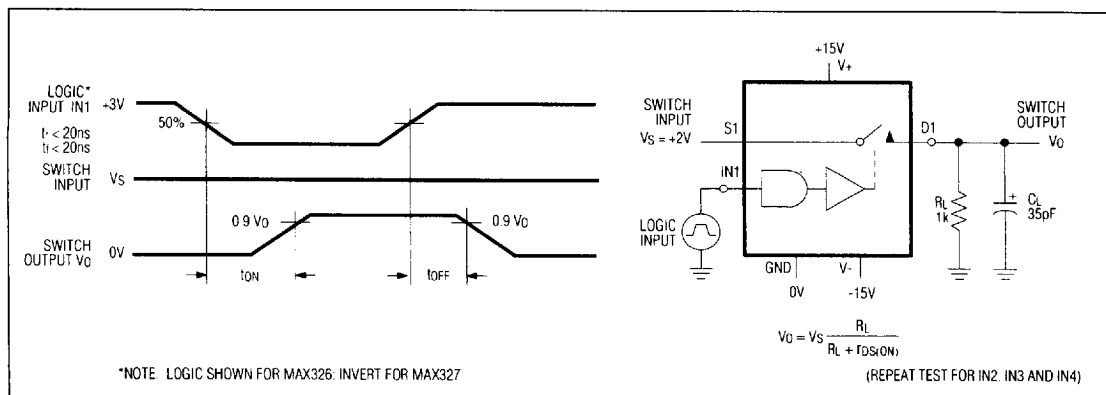 LOGIC*
INPUT IN1 +3V
50%
tr < 20ns
tf < 20ns
SWITCH
INPUT VS
SWITCH
OUTPUT VO 0V
0.9 VO
0.9 VO
tON
tOFF
*NOTE. LOGIC SHOWN FOR MAX326: INVERT FOR MAX327
+15V
V+
SWITCH
INPUT
VS = +2V
S1
D1
SWITCH
OUTPUT
VO
IN1
LOGIC
INPUT
RL
1k
+
CL
35pF
GND
V-
0V
-15V
VO = VS RL / RL + rDS(ON)
(REPEAT TEST FOR IN2. IN3 AND IN4)